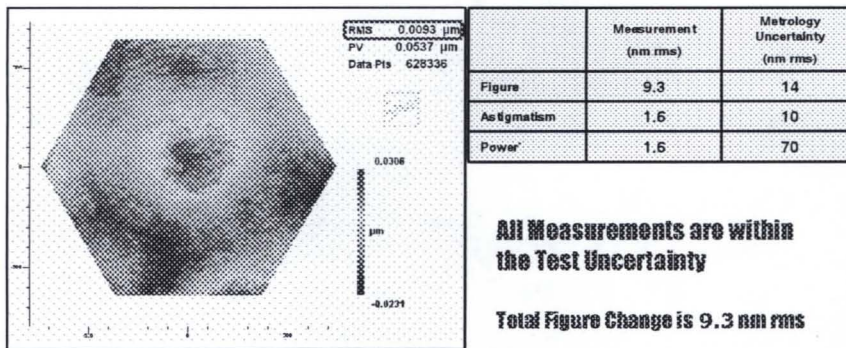 RMS 0.0093 µm
PV 0.0537 µm
Data Pts 628336
0.0306
µm
-0.0231
0
0
Measurement (nm rms)
Metrology Uncertainty (nm rms)
Figure 9.3 14
Astigmatism 1.6 10
Power* 1.6 70
All Measurements are within
the Test Uncertainty
Total Figure Change is 9.3 nm rms